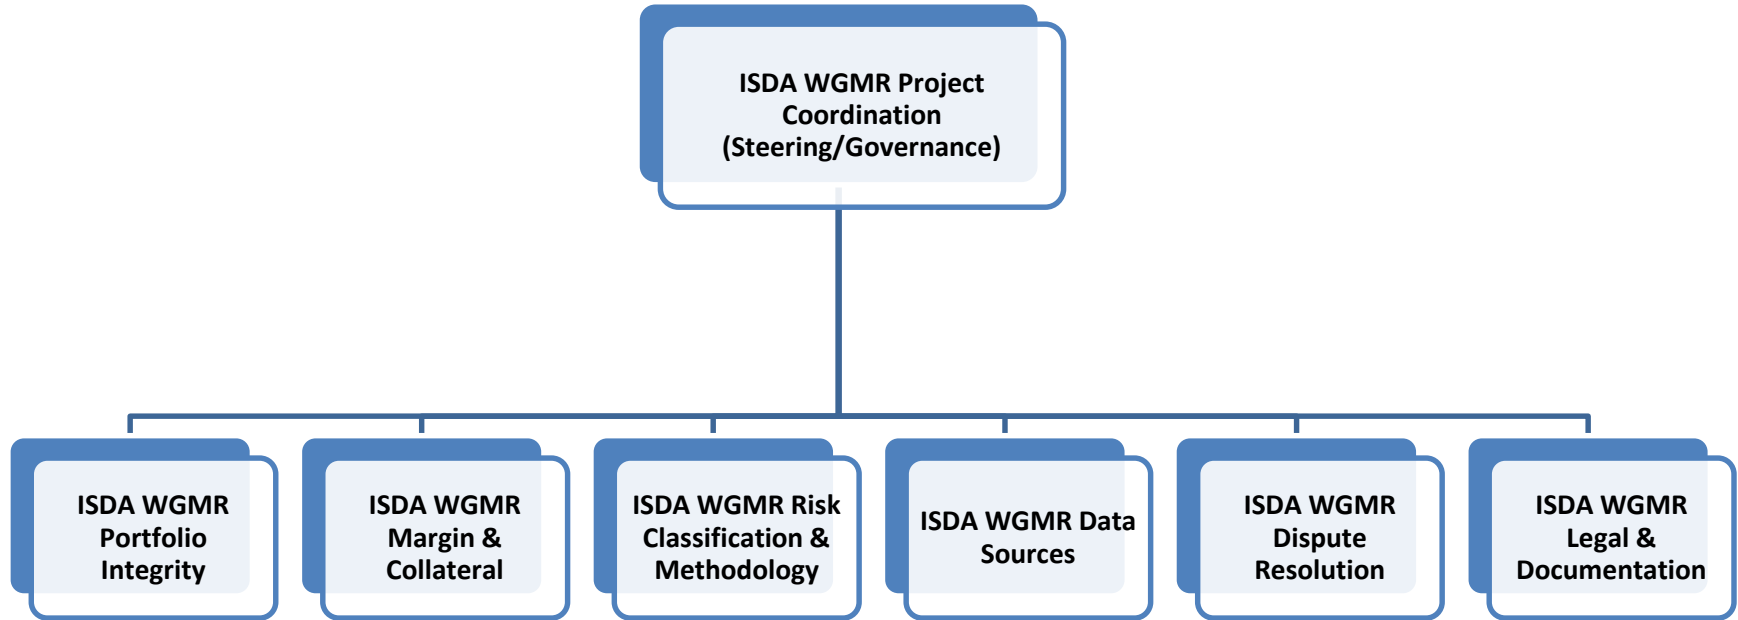 ISDA WGMR Project
Coordination
(Steering/Governance)
ISDA WGMR
Portfolio
Integrity
ISDA WGMR
Margin &
Collateral
ISDA WGMR Risk
Classification &
Methodology
ISDA WGMR Data
Sources
ISDA WGMR
Dispute
Resolution
ISDA WGMR
Legal &
Documentation